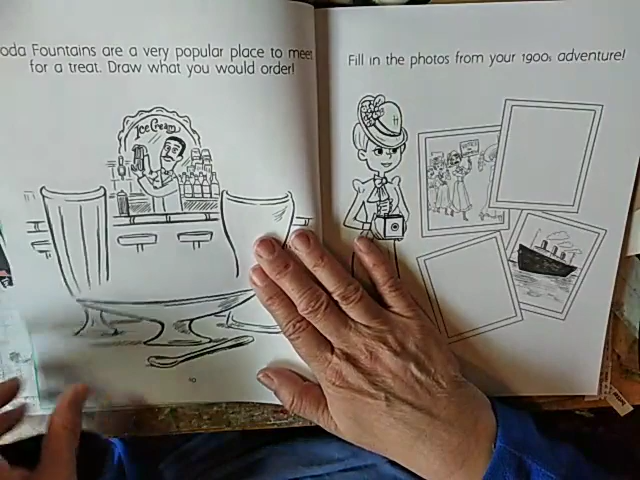 oda Fountains are a very popular place to meet
for a treat. Draw what you would order!
Ice Cream
Fill in the photos from your 1900s adventure!